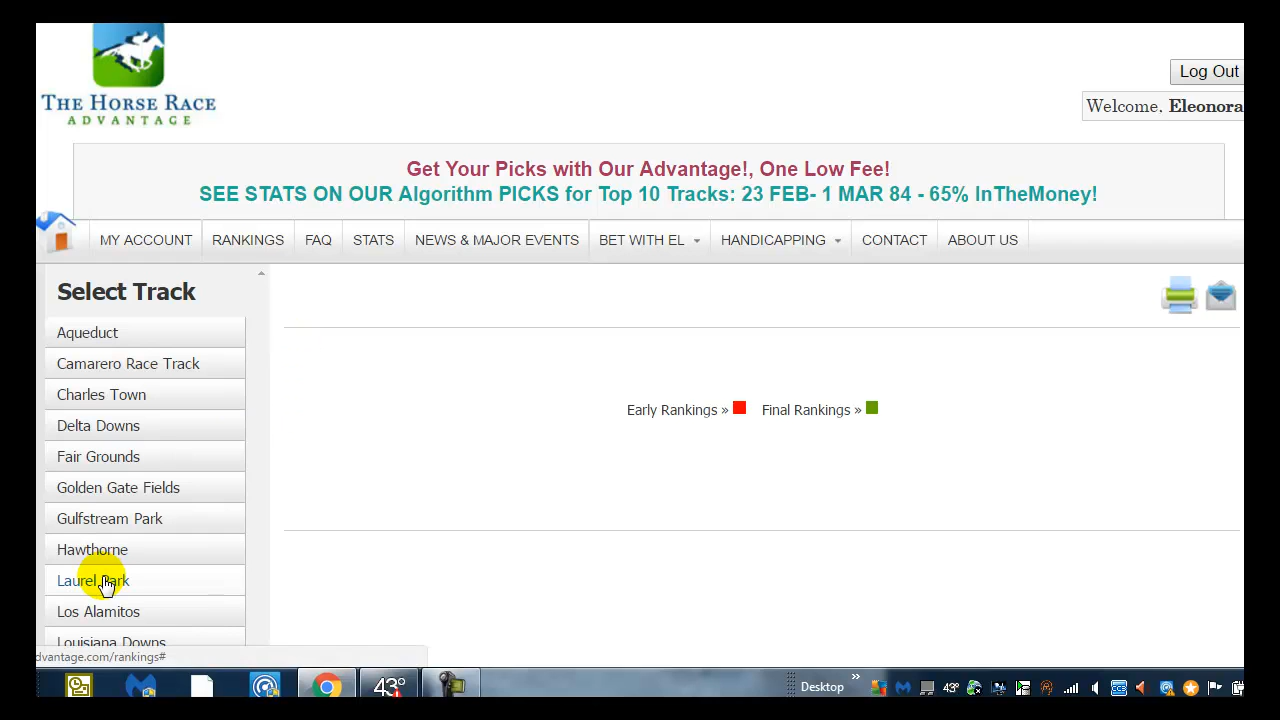 THE HORSE RACE
ADVANTAGE
Log Out
Welcome, Eleonora
Get Your Picks with Our Advantage!, One Low Fee!
SEE STATS ON OUR Algorithm PICKS for Top 10 Tracks: 23 FEB- 1 MAR 84 - 65% InTheMoney!
MY ACCOUNT RANKINGS FAQ STATS NEWS & MAJOR EVENTS BET WITH EL HANDICAPPING CONTACT ABOUT US
Select Track
Aqueduct
Camarero Race Track
Charles Town
Delta Downs
Early Rankings » Final Rankings »
Fair Grounds
Golden Gate Fields
Gulfstream Park
Hawthorne
Laurel Park
Los Alamitos
Louisiana Downs
dvantage.com/rankings#
43° Desktop » 43°